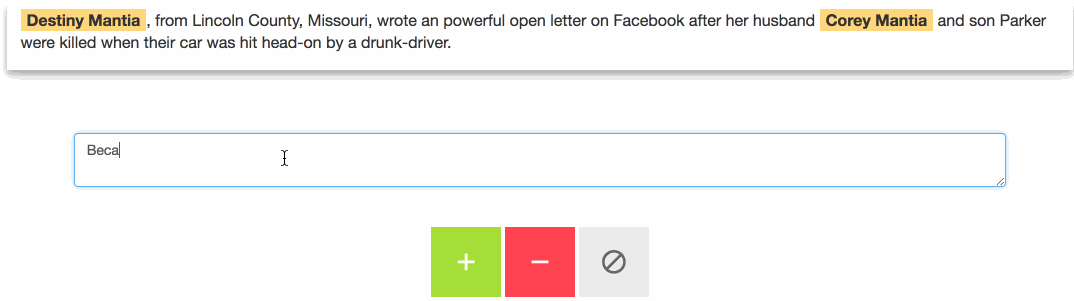 Destiny Mantia , from Lincoln County, Missouri, wrote an powerful open letter on Facebook after her husband Corey Mantia and son Parker
were killed when their car was hit head-on by a drunk-driver.
Beca